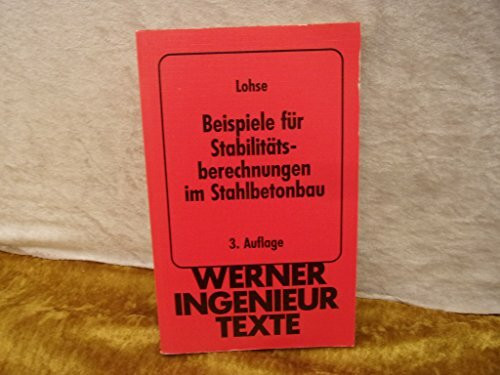 Lohse
Beispiele für
Stabilitäts-
berechnungen
im Stahlbetonbau
3. Auflage
WERNER
INGENIEUR
TEXTE